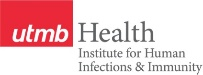 utmb Health
Institute for Human
Infections & Immunity